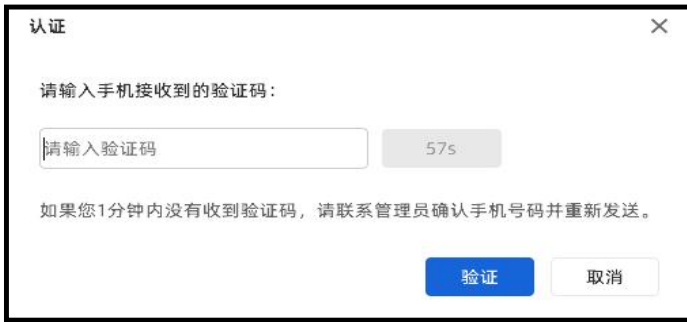 认证
请输入手机接收到的验证码：
请输入验证码 57s
如果您1分钟内没有收到验证码，请联系管理员确认手机号码并重新发送。
验证 取消